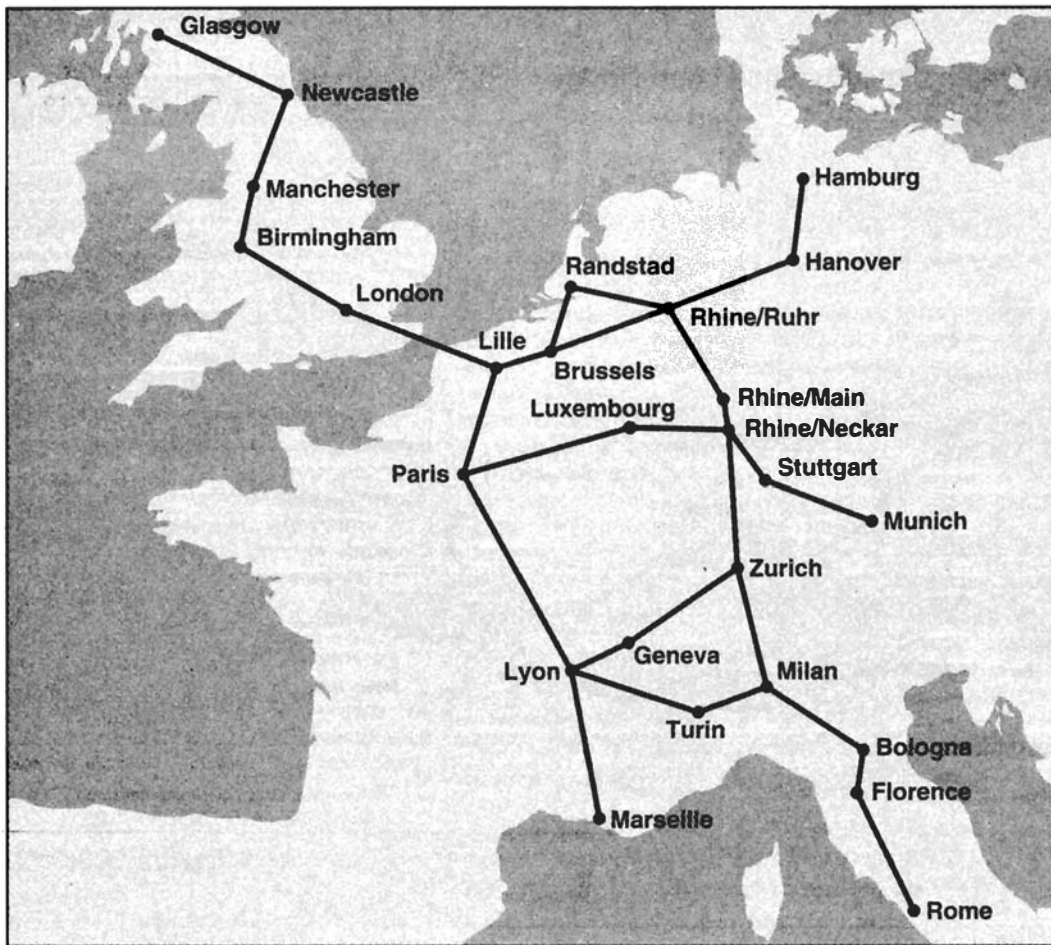 Glasgow
Newcastle
Manchester
Hamburg
Birmingham
Hanover
Randstad
London
Rhine/Ruhr
Lille
Brussels
Rhine/Main
Luxembourg
Rhine/Neckar
Stuttgart
Paris
Munich
Zurich
Geneva
Lyon
Milan
Turin
Bologna
Florence
Marseille
Rome